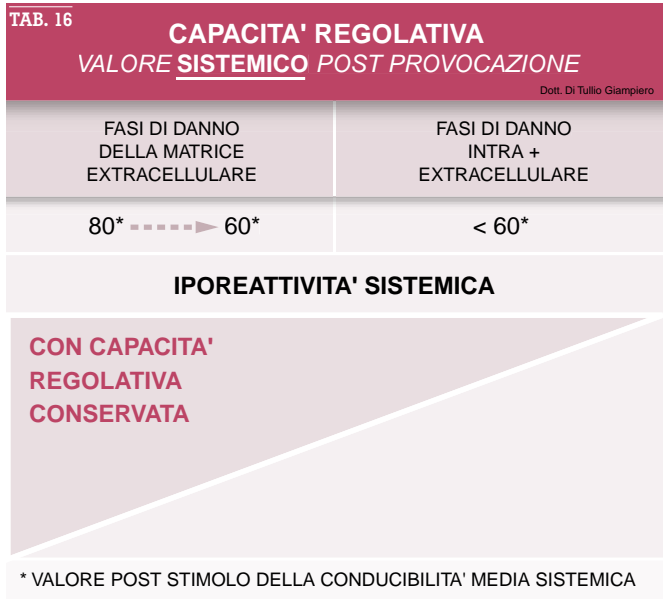 TAB. 16
CAPACITA' REGOLATIVA
VALORE SISTEMICO POST PROVOCAZIONE
Dott. Di Tullio Giampiero
FASI DI DANNO
DELLA MATRICE
EXTRACELLULARE
FASI DI DANNO
INTRA +
EXTRACELLULARE
80* 60*
< 60*
IPOREATTIVITA' SISTEMICA
CON CAPACITA'
REGOLATIVA
CONSERVATA
* VALORE POST STIMOLO DELLA CONDUCIBILITA' MEDIA SISTEMICA